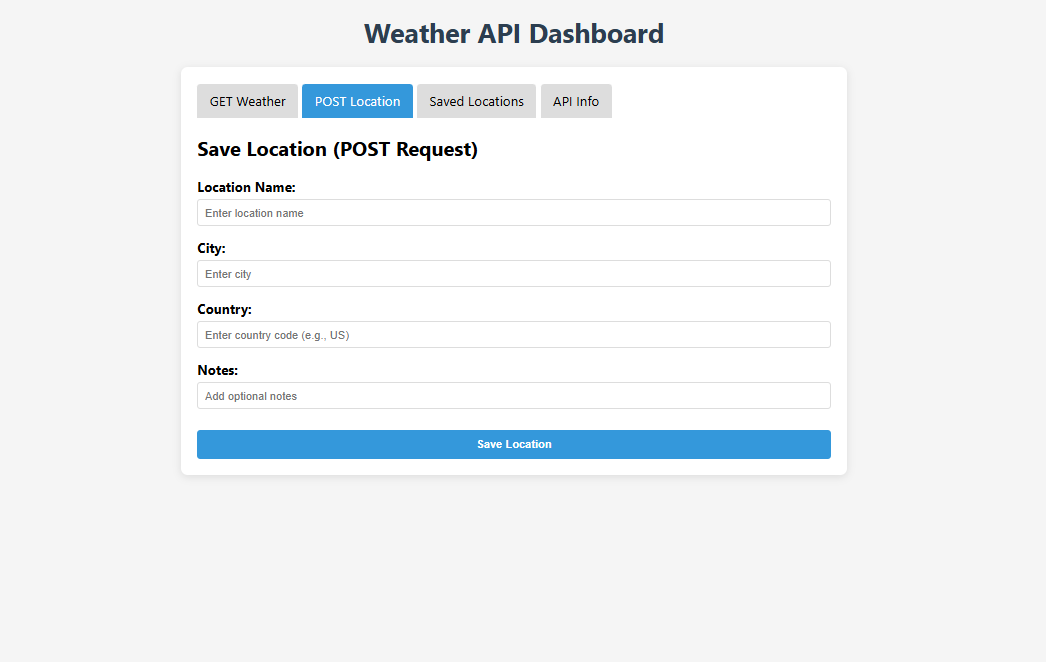 Weather API Dashboard
GET Weather POST Location Saved Locations API Info
Save Location (POST Request)
Location Name:
Enter location name
City:
Enter city
Country:
Enter country code (e.g., US)
Notes:
Add optional notes
Save Location